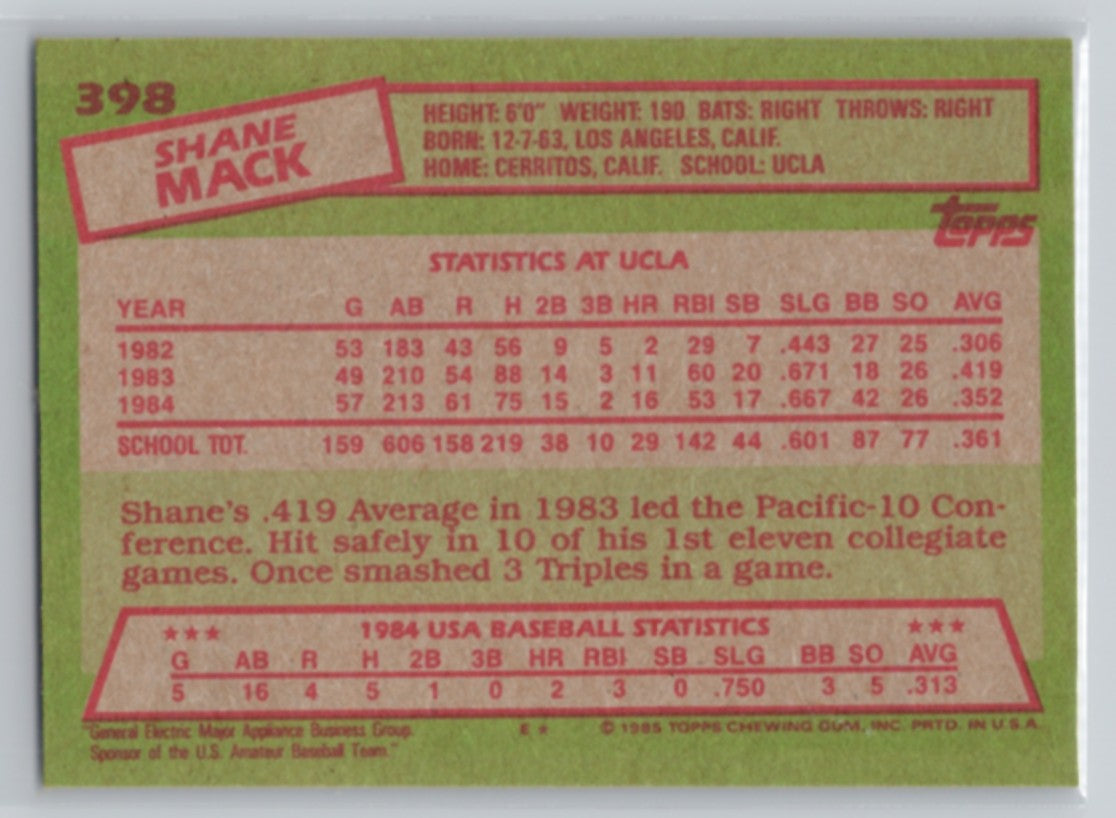 398
SHANE
MACK
HEIGHT: 6'0" WEIGHT: 190 BATS: RIGHT THROWS: RIGHT
BORN: 12-7-63, LOS ANGELES, CALIF.
HOME: CERRITOS, CALIF. SCHOOL: UCLA
topps
STATISTICS AT UCLA
YEAR G AB R H 2B 3B HR RBI SB SLG BB SO AVG
1982 53 183 43 56 9 5 2 29 7 .443 27 25 .306
1983 49 210 54 88 14 3 11 60 20 .671 18 26 .419
1984 57 213 61 75 15 2 16 53 17 .667 42 26 .352
SCHOOL TOT. 159 606 158 219 38 10 29 142 44 .601 87 77 .361
Shane's .419 Average in 1983 led the Pacific-10 Con-
ference. Hit safely in 10 of his 1st eleven collegiate
games. Once smashed 3 Triples in a game.
★★★ 1984 USA BASEBALL STATISTICS ★★★
G AB R H 2B 3B HR RBI SB SLG BB SO AVG
5 16 4 5 1 0 2 3 0 .750 3 5 .313
"General Electric Major Appliance Business Group. E★ © 1985 TOPPS CHEWING GUM, INC. PRTD. IN U.S.A.
Sponsor of the U.S. Amateur Baseball Team."